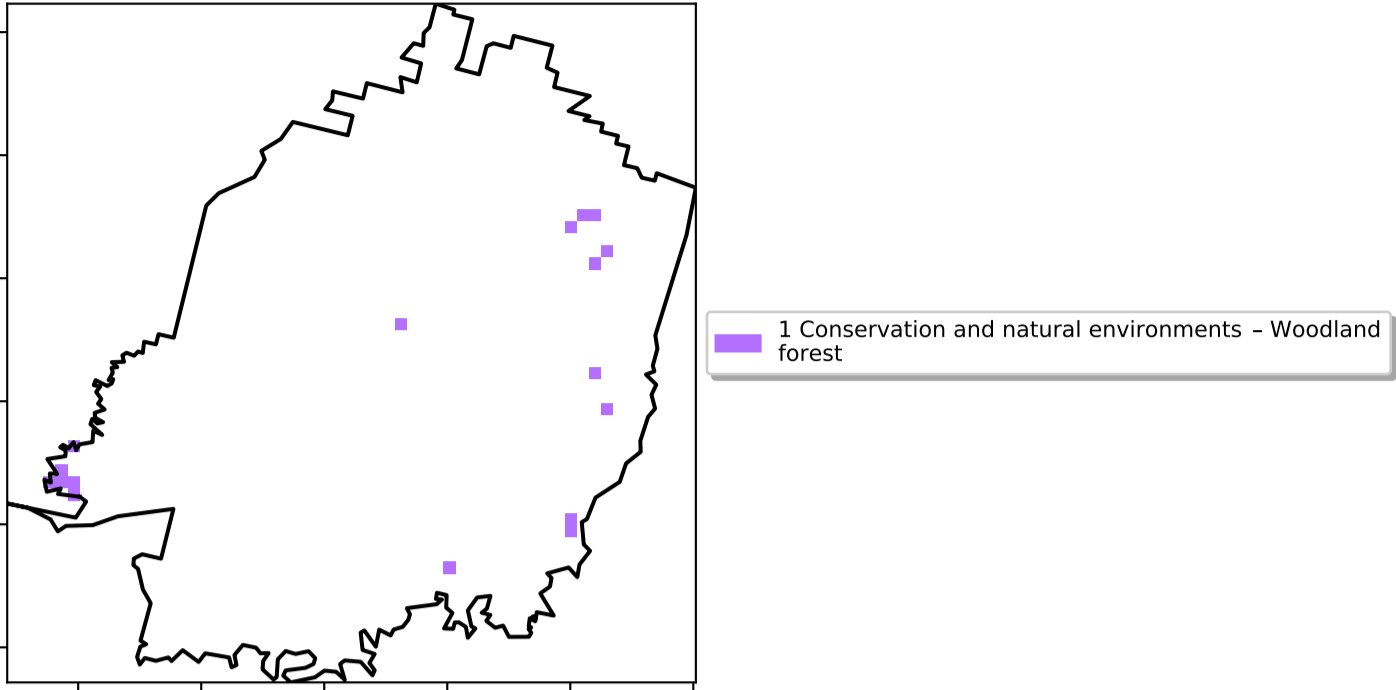 1 Conservation and natural environments – Woodland
forest